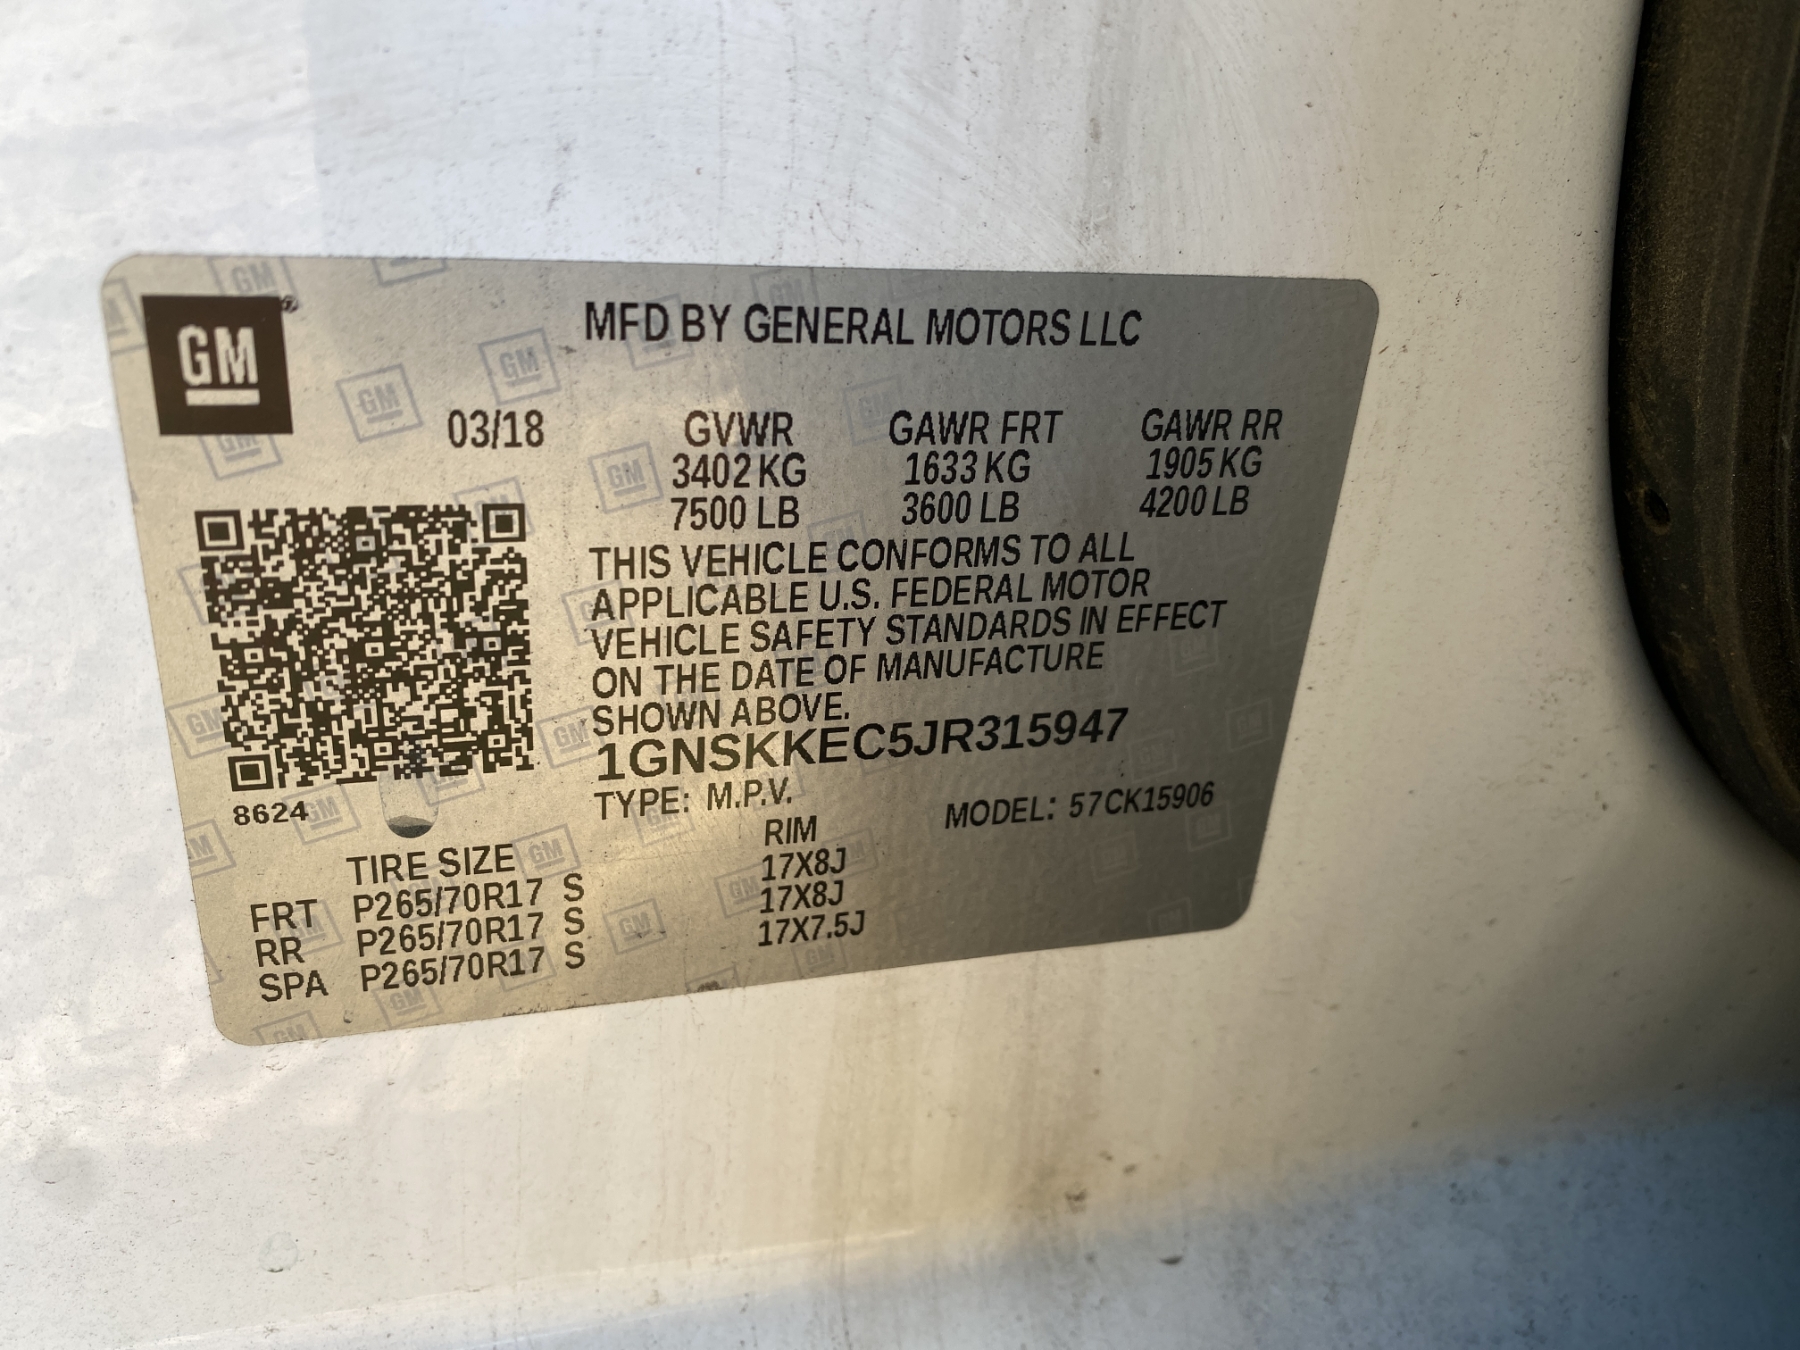 GM
MFD BY GENERAL MOTORS LLC
03/18 GVWR GAWR FRT GAWR RR
3402 KG 1633 KG 1905 KG
7500 LB 3600 LB 4200 LB
THIS VEHICLE CONFORMS TO ALL
APPLICABLE U.S. FEDERAL MOTOR
VEHICLE SAFETY STANDARDS IN EFFECT
ON THE DATE OF MANUFACTURE
SHOWN ABOVE.
1GNSKKEC5JR315947
8624 TYPE: M.P.V. MODEL: 57CK15906
TIRE SIZE RIM
FRT P265/70R17 S 17X8J
RR P265/70R17 S 17X8J
SPA P265/70R17 S 17X7.5J